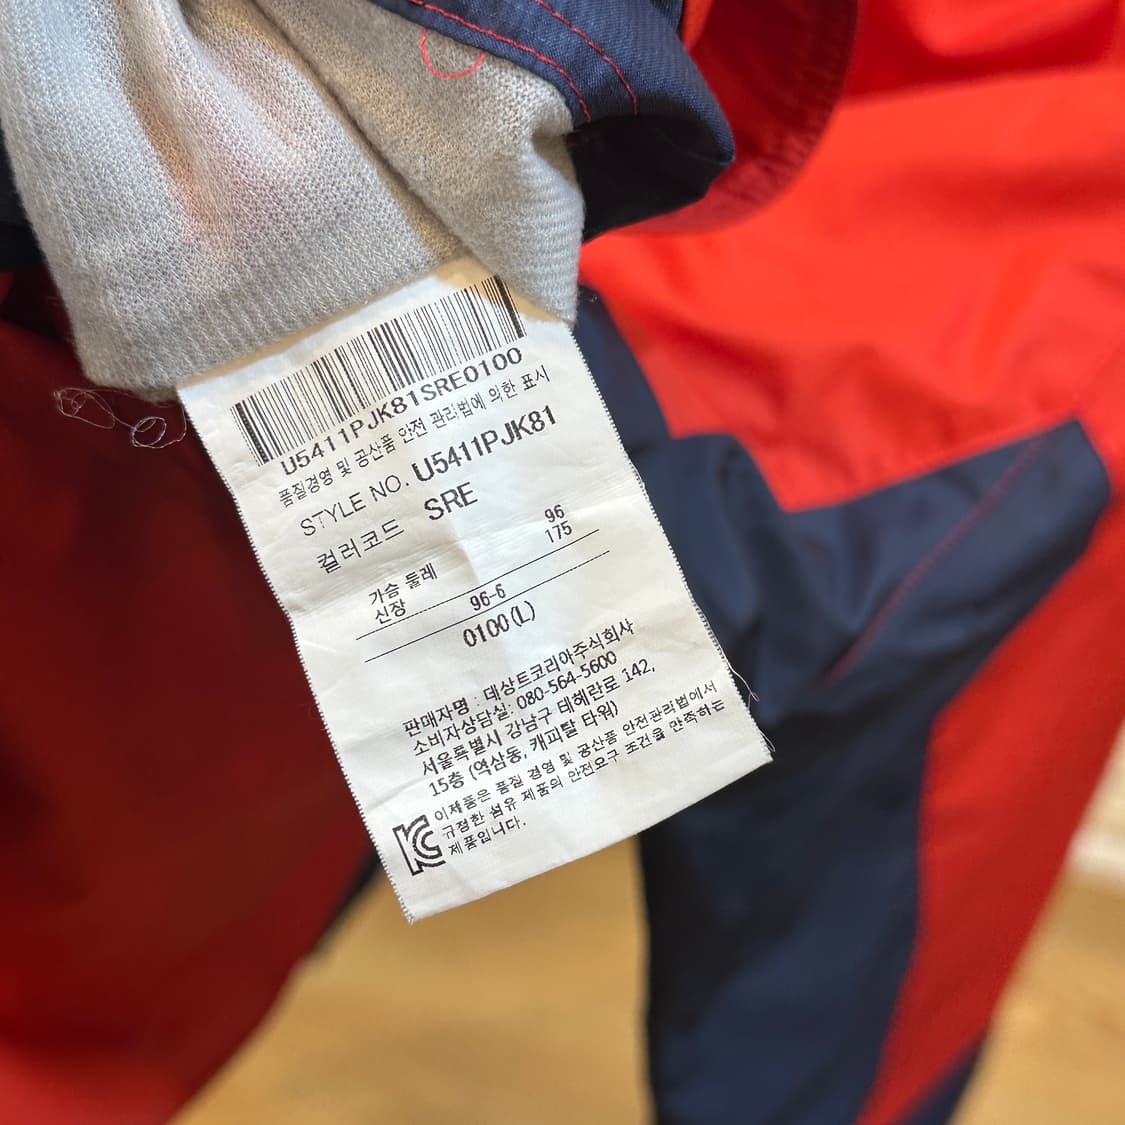 U5411PJK81SRE0100
품질경영 및 공산품 안전 관리법에 의한 표시
STYLE NO. U5411PJK81
컬러코드 SRE
가슴 둘레 96
신장 175
96-6
0100(L)
판매자명 : 데상트코리아주식회사
소비자상담실: 080-564-5600
서울특별시 강남구 테헤란로 142,
15층 (역삼동, 캐피탈 타워)
이제품은 품질 경영 및 공산품 안전관리법에서
규정한 섬유 제품의 안전요구 조건을 만족하는
제품입니다.